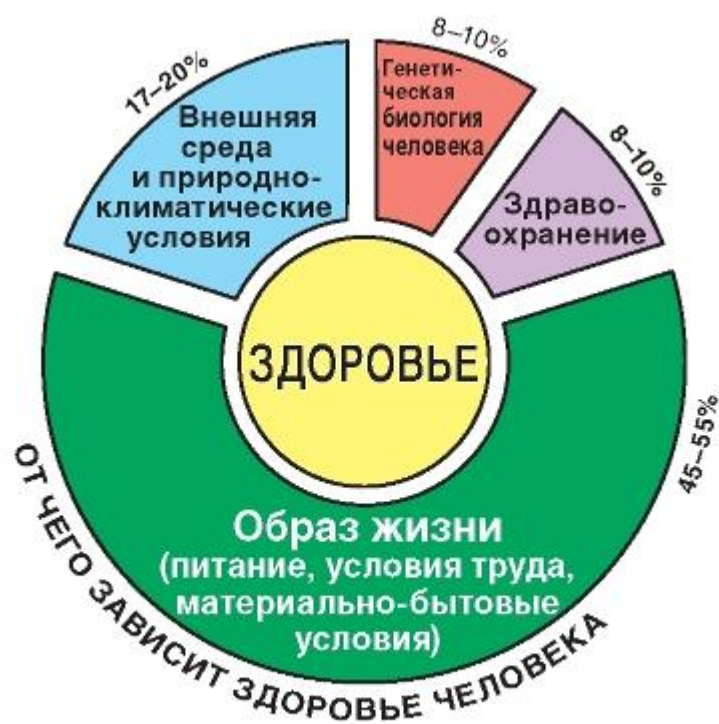 17–20%
Внешняя
среда
и природно-
климатические
условия
8–10%
Генети-
ческая
биология
человека
8–10%
Здраво-
охранение
ЗДОРОВЬЕ
45–55%
Образ жизни
(питание, условия труда,
материально-бытовые
условия)
ОТ ЧЕГО ЗАВИСИТ ЗДОРОВЬЕ ЧЕЛОВЕКА